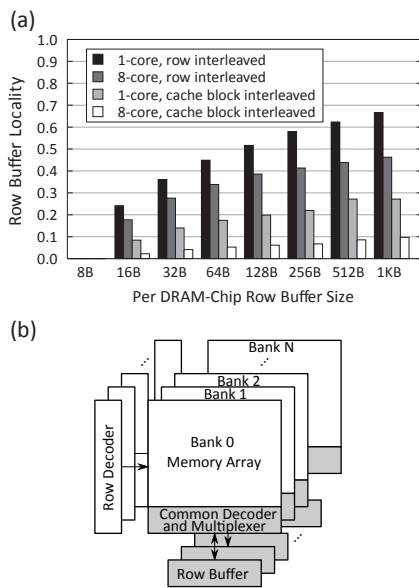 (a)
1.0
0.9
0.8
0.7
0.6
0.5
0.4
0.3
0.2
0.1
0.0
Row Buffer Locality
1-core, row interleaved
8-core, row interleaved
1-core, cache block interleaved
8-core, cache block interleaved
8B 16B 32B 64B 128B 256B 512B 1KB
Per DRAM-Chip Row Buffer Size
(b)
...
...
Bank N
Bank 2
Bank 1
Row Decoder
Bank 0
Memory Array
Common Decoder
and Multiplexer
...
Row Buffer